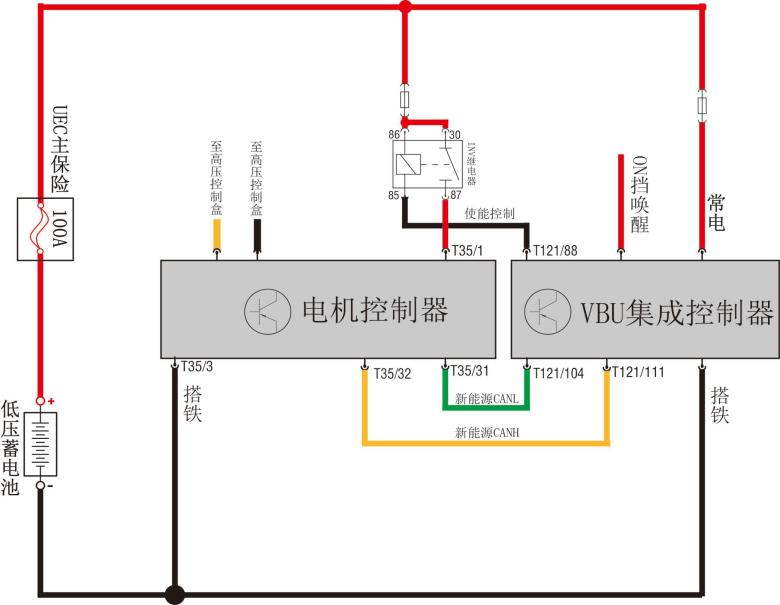 UEC主保险
100A
至高压控制盒
至高压控制盒
86
30
INV继电器
85
87
使能控制
ON挡唤醒
常电
T35/1
T121/88
电机控制器
VBU集成控制器
T35/3
T35/32
T35/31
T121/104
T121/111
搭铁
新能源CANL
新能源CANH
搭铁
+
低压蓄电池
-